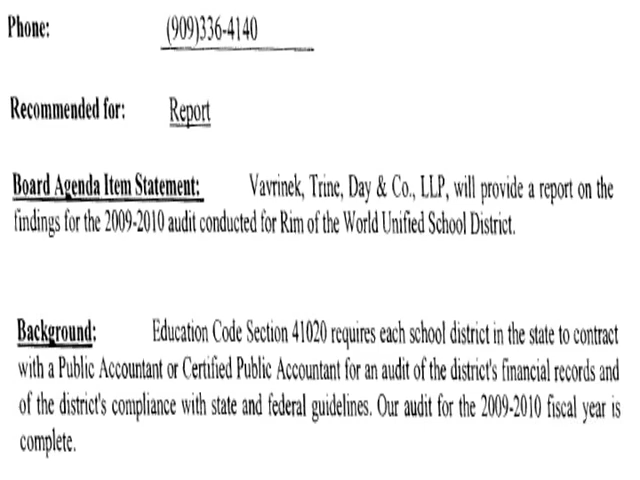 Phone: (909)336-4140
Recommended for: Report
Board Agenda Item Statement: Vavrinek, Trine, Day & Co., LLP, will provide a report on the
findings for the 2009-2010 audit conducted for Rim of the World Unified School District.
Background: Education Code Section 41020 requires each school district in the state to contract
with a Public Accountant or Certified Public Accountant for an audit of the district's financial records and
of the district's compliance with state and federal guidelines. Our audit for the 2009-2010 fiscal year is
complete.